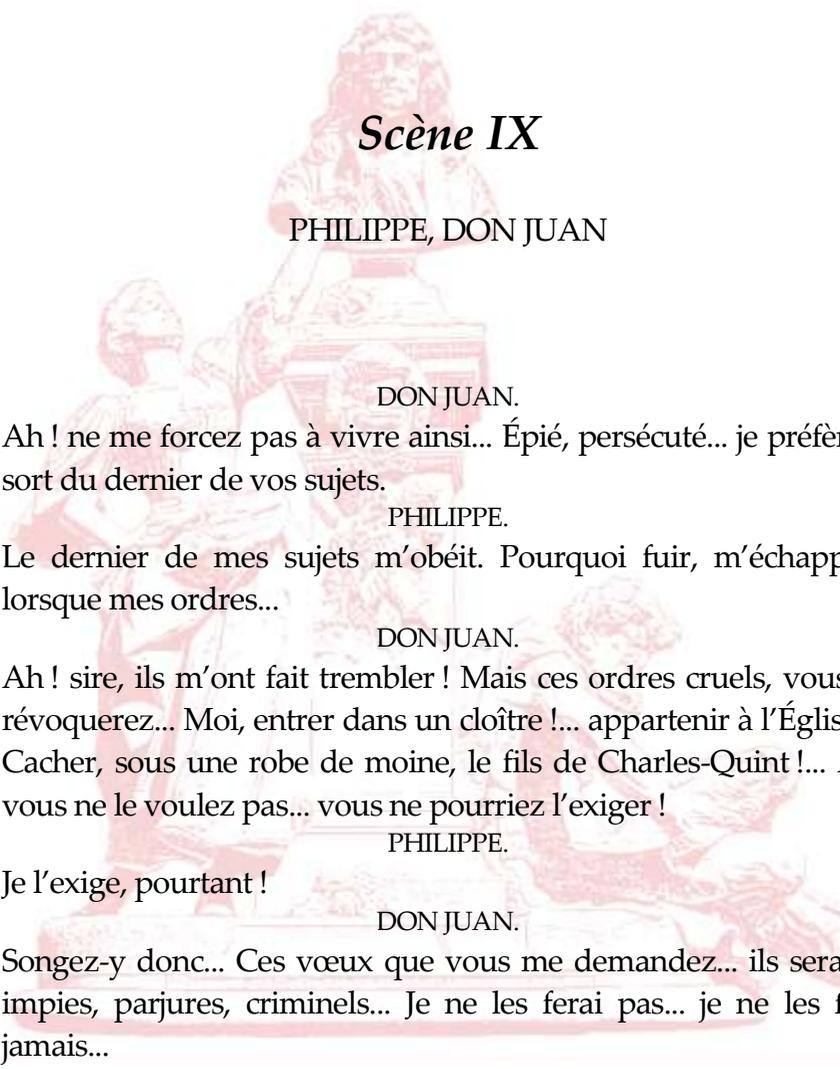 Scène IX
PHILIPPE, DON JUAN
DON JUAN.
Ah ! ne me forcez pas à vivre ainsi... Épié, persécuté... je préfèr
sort du dernier de vos sujets.
PHILIPPE.
Le dernier de mes sujets m’obéit. Pourquoi fuir, m’échapp
lorsque mes ordres...
DON JUAN.
Ah ! sire, ils m’ont fait trembler ! Mais ces ordres cruels, vous
révoquerez... Moi, entrer dans un cloître !... appartenir à l’Églis
Cacher, sous une robe de moine, le fils de Charles-Quint !...
vous ne le voulez pas... vous ne pourriez l’exiger !
PHILIPPE.
Je l’exige, pourtant !
DON JUAN.
Songez-y donc... Ces vœux que vous me demandez... ils sera
impies, parjures, criminels... Je ne les ferai pas... je ne les f
jamais...